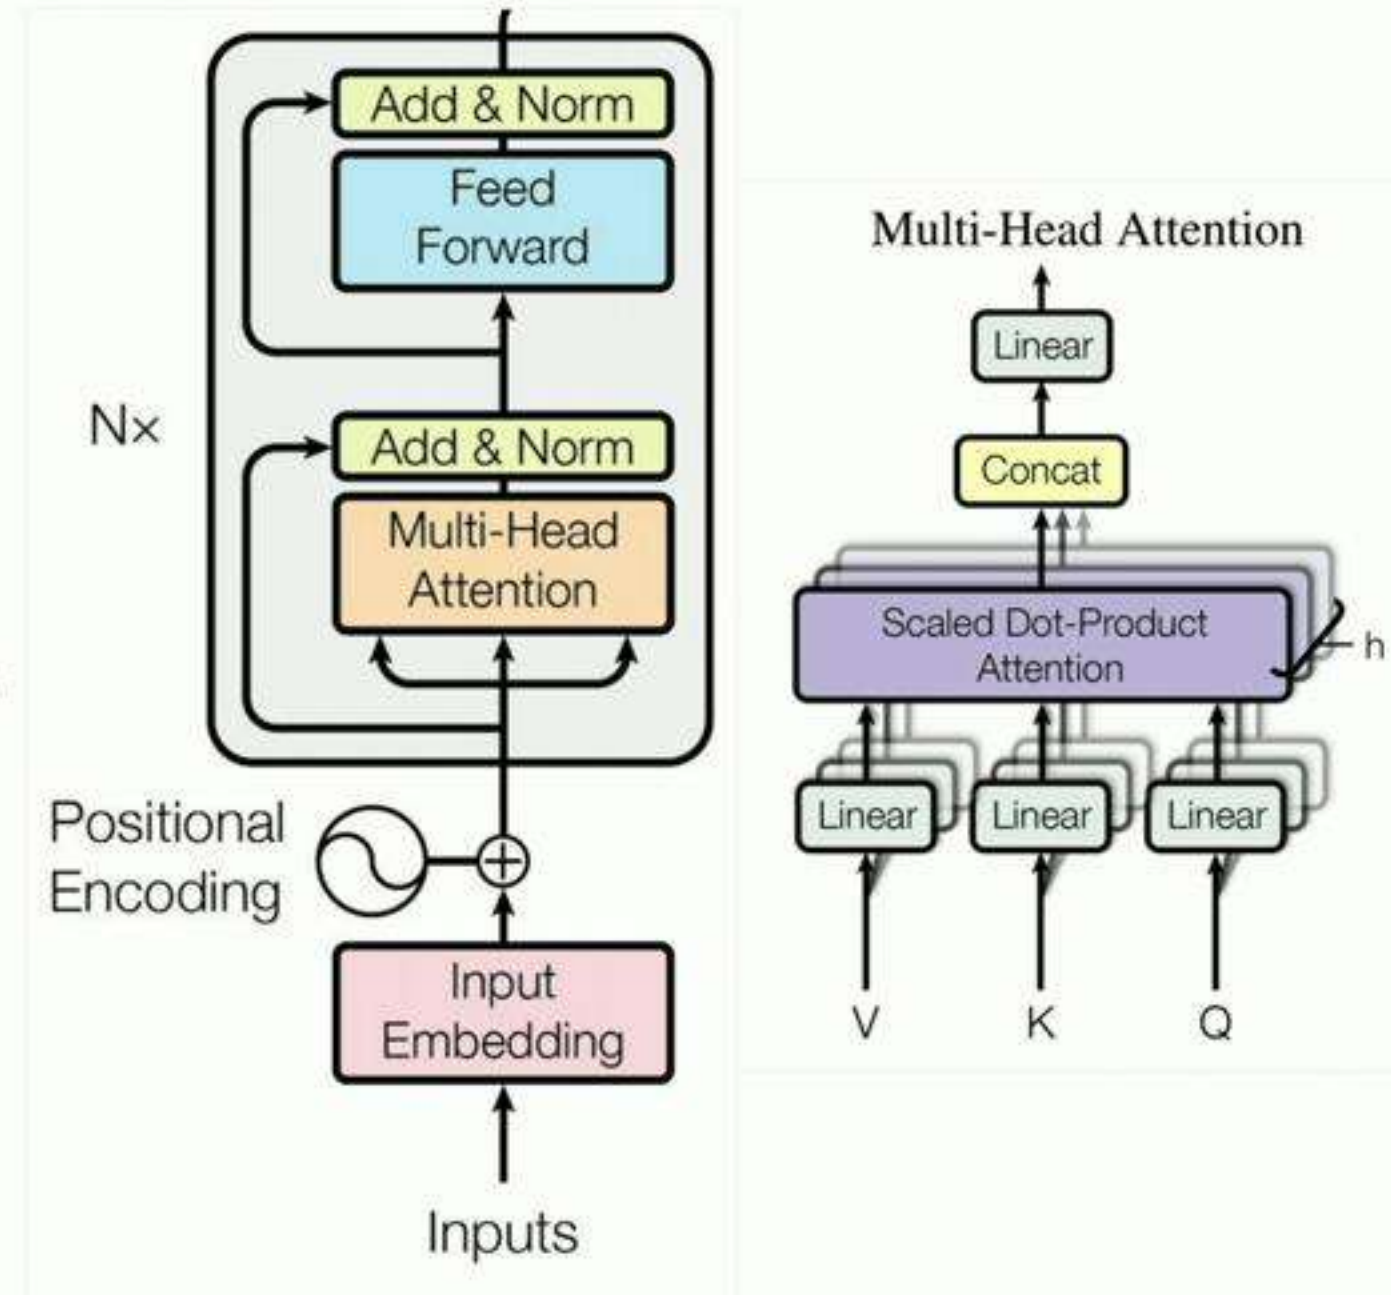 Add & Norm
Feed
Forward
Nx
Add & Norm
Multi-Head
Attention
Positional
Encoding
Input
Embedding
Inputs
Multi-Head Attention
Linear
Concat
Scaled Dot-Product
Attention
h
Linear
Linear
Linear
V
K
Q